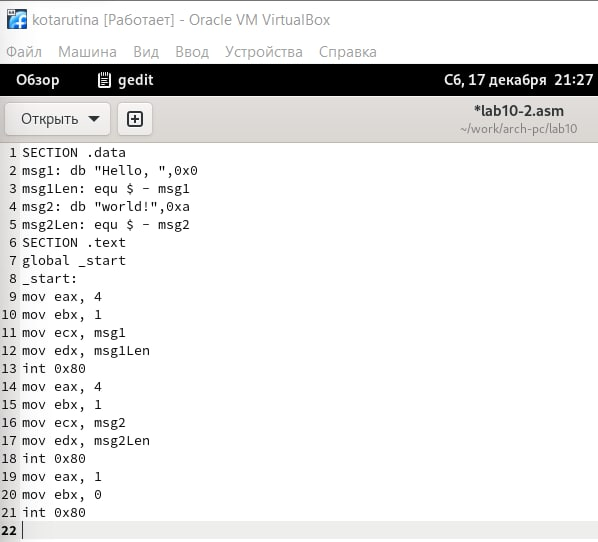 kotarutina [Работает] - Oracle VM VirtualBox
Файл Машина Вид Ввод Устройства Справка
Обзор gedit Сб, 17 декабря 21:27
Открыть *lab10-2.asm
~/work/arch-pc/lab10
1 SECTION .data
2 msg1: db "Hello, ",0x0
3 msg1Len: equ $ - msg1
4 msg2: db "world!",0xa
5 msg2Len: equ $ - msg2
6 SECTION .text
7 global _start
8 _start:
9 mov eax, 4
10 mov ebx, 1
11 mov ecx, msg1
12 mov edx, msg1Len
13 int 0x80
14 mov eax, 4
15 mov ebx, 1
16 mov ecx, msg2
17 mov edx, msg2Len
18 int 0x80
19 mov eax, 1
20 mov ebx, 0
21 int 0x80
22